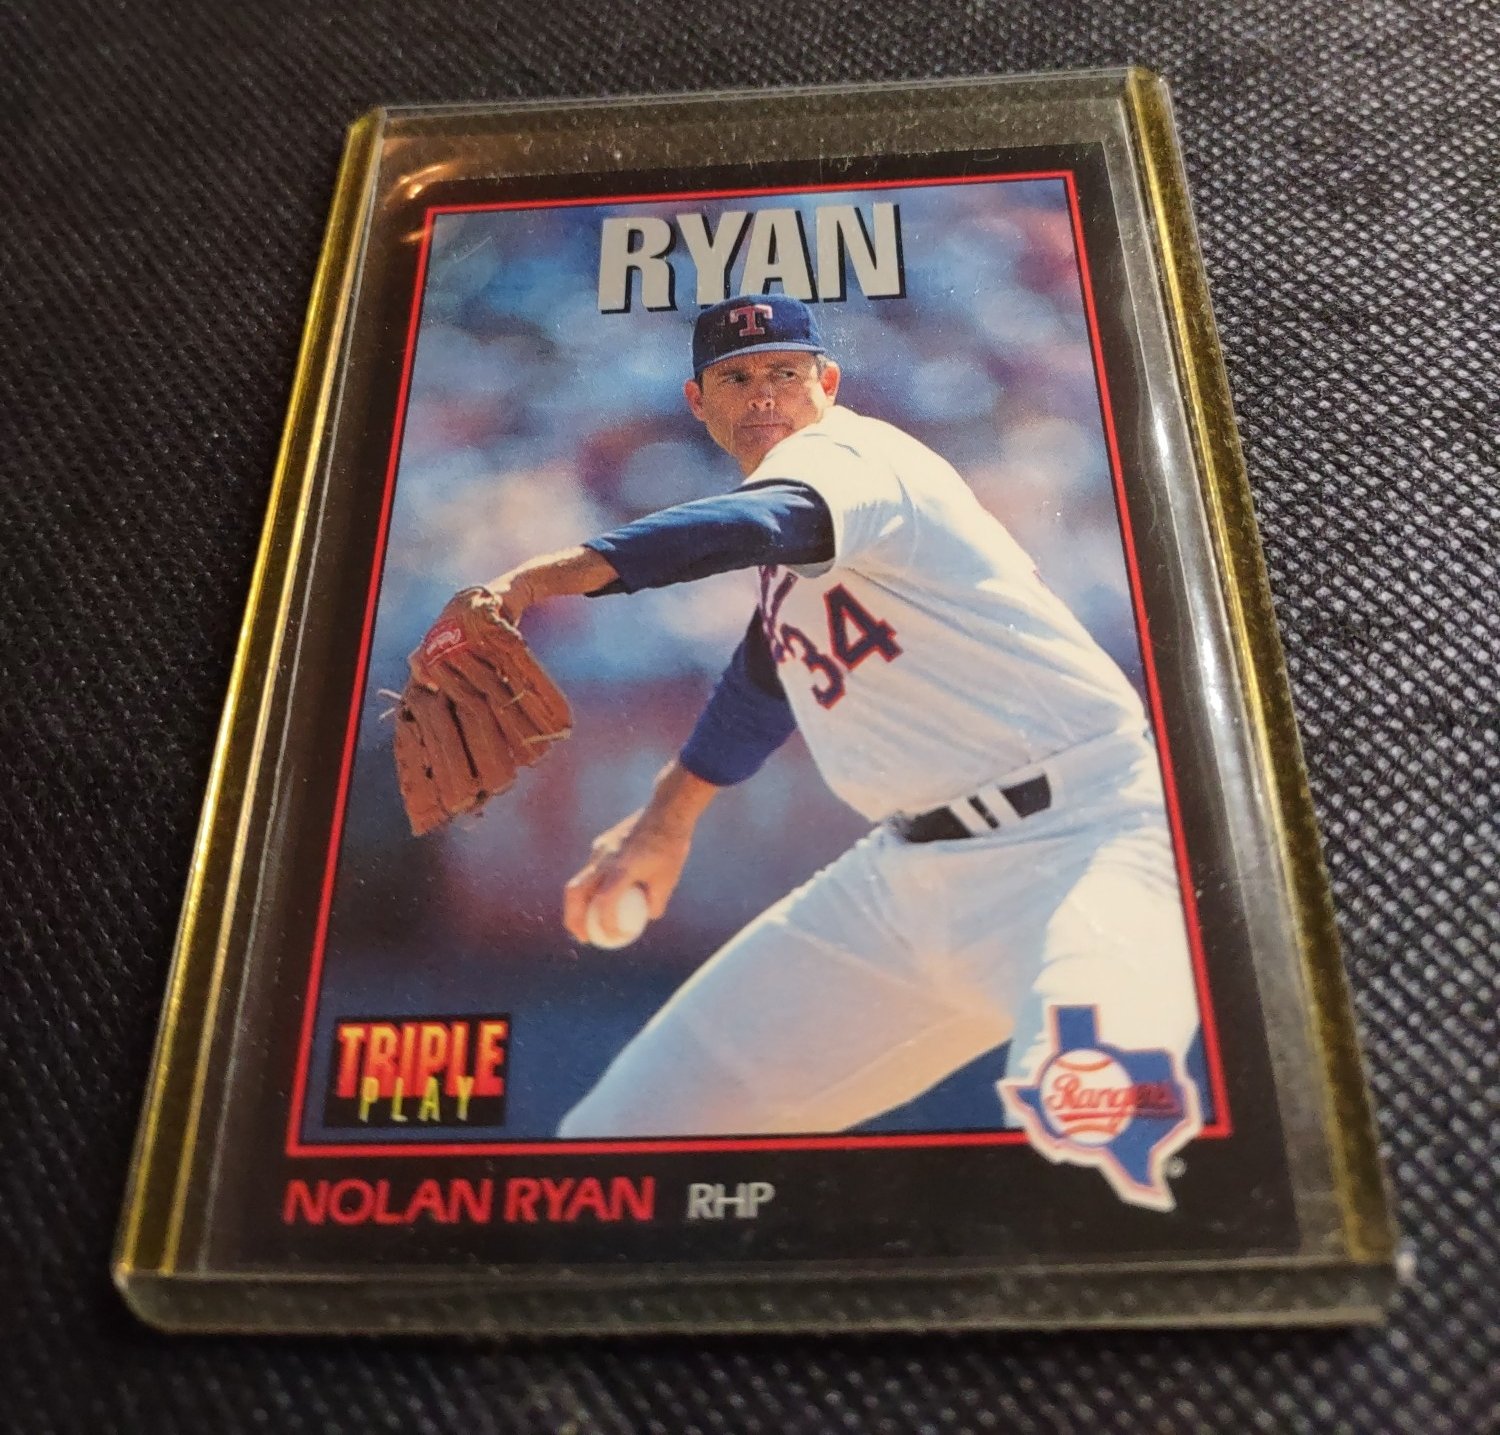 RYAN
T
34
TRIPLE
PLAY
Rangers
NOLAN RYAN RHP